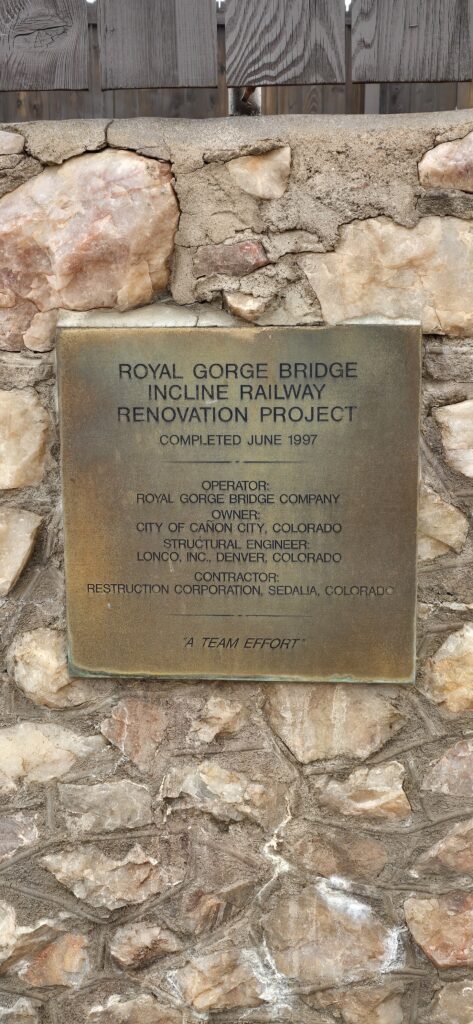 ROYAL GORGE BRIDGE
INCLINE RAILWAY
RENOVATION PROJECT
COMPLETED JUNE 1997
OPERATOR:
ROYAL GORGE BRIDGE COMPANY
OWNER:
CITY OF CAÑON CITY, COLORADO
STRUCTURAL ENGINEER:
LONCO, INC., DENVER, COLORADO
CONTRACTOR:
RESTRUCTION CORPORATION, SEDALIA, COLORADO
"A TEAM EFFORT"